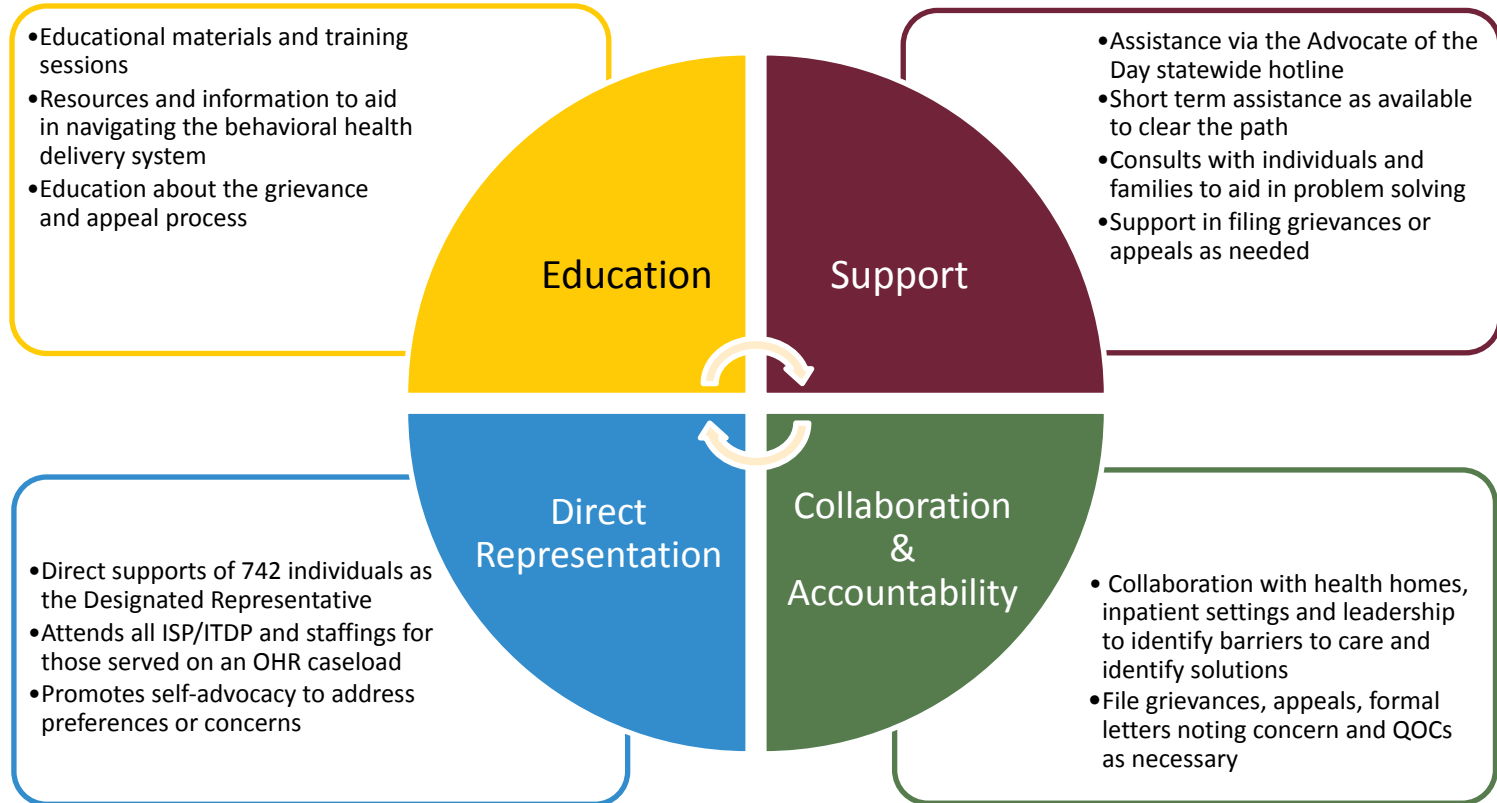 •Educational materials and training
sessions
•Resources and information to aid
in navigating the behavioral health
delivery system
•Education about the grievance
and appeal process
Education
•Assistance via the Advocate of the
Day statewide hotline
•Short term assistance as available
to clear the path
•Consults with individuals and
families to aid in problem solving
•Support in filing grievances or
appeals as needed
Support
Direct
Representation
•Direct supports of 742 individuals as
the Designated Representative
•Attends all ISP/ITDP and staffings for
those served on an OHR caseload
•Promotes self-advocacy to address
preferences or concerns
Collaboration
&
Accountability
• Collaboration with health homes,
inpatient settings and leadership
to identify barriers to care and
identify solutions
•File grievances, appeals, formal
letters noting concern and QOCs
as necessary